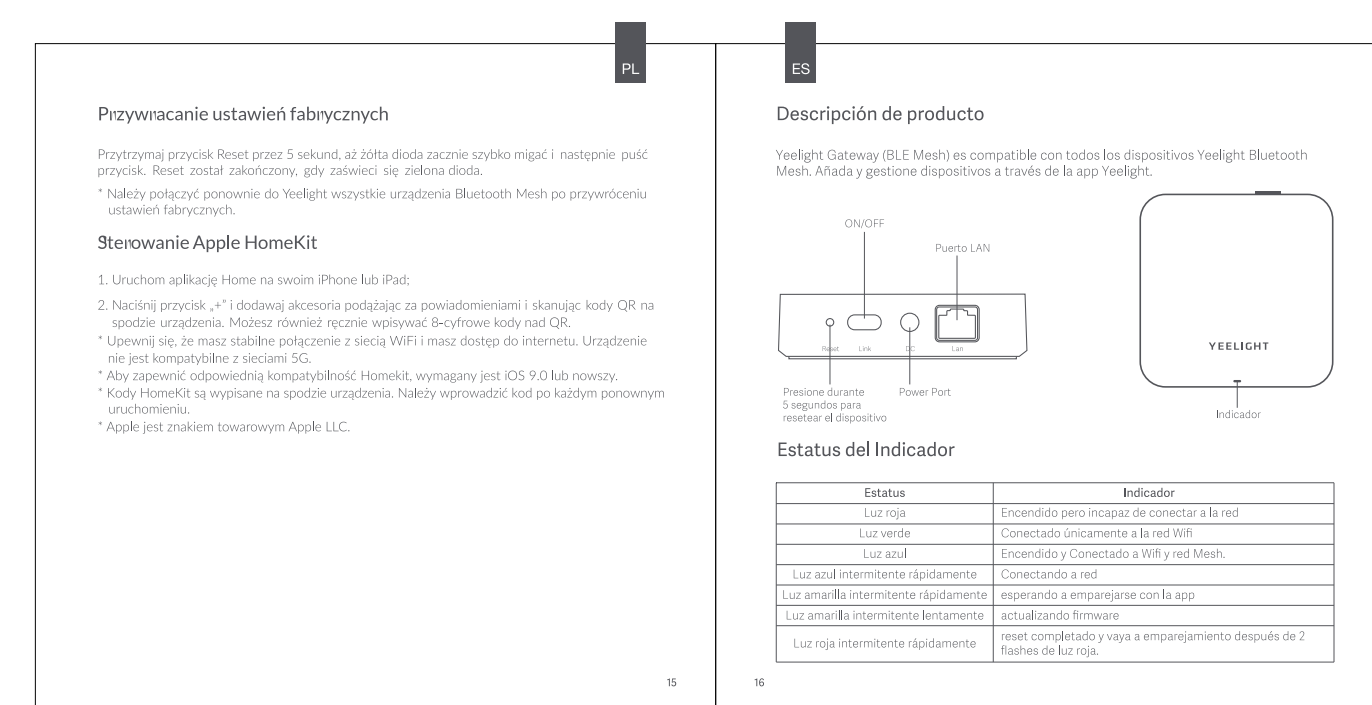 PL
Przywracanie ustawień fabrycznych
Przytrzymaj przycisk Reset przez 5 sekund, aż żółta dioda zacznie szybko migać i następnie puść
przycisk. Reset został zakończony, gdy zaświeci się zielona dioda.
* Należy połączyć ponownie do Yeelight wszystkie urządzenia Bluetooth Mesh po przywróceniu
ustawień fabrycznych.
Sterowanie Apple HomeKit
1. Uruchom aplikację Home na swoim iPhone lub iPad;
2. Naciśnij przycisk „+” i dodawaj akcesoria podążając za powiadomieniami i skanując kody QR na
spodzie urządzenia. Możesz również ręcznie wpisywać 8-cyfrowe kody nad QR.
* Upewnij się, że masz stabilne połączenie z siecią WiFi i masz dostęp do internetu. Urządzenie
nie jest kompatybilne z sieciami 5G.
* Aby zapewnić odpowiednią kompatybilność Homekit, wymagany jest iOS 9.0 lub nowszy.
* Kody HomeKit są wypisane na spodzie urządzenia. Należy wprowadzić kod po każdym ponownym
uruchomieniu.
* Apple jest znakiem towarowym Apple LLC.
15
ES
Descripción de producto
Yeelight Gateway (BLE Mesh) es compatible con todos los dispositivos Yeelight Bluetooth
Mesh. Añada y gestione dispositivos a través de la app Yeelight.
ON/OFF
Puerto LAN
Reset Link DC Lan
Presione durante
5 segundos para
resetear el dispositivo
Power Port
YEELIGHT
Indicador
Estatus del Indicador
Estatus Indicador
Luz roja Encendido pero incapaz de conectar a la red
Luz verde Conectado únicamente a la red Wifi
Luz azul Encendido y Conectado a Wifi y red Mesh.
Luz azul intermitente rápidamente Conectando a red
Luz amarilla intermitente rápidamente esperando a emparejarse con la app
Luz amarilla intermitente lentamente actualizando firmware
Luz roja intermitente rápidamente reset completado y vaya a emparejamiento después de 2
flashes de luz roja.
16